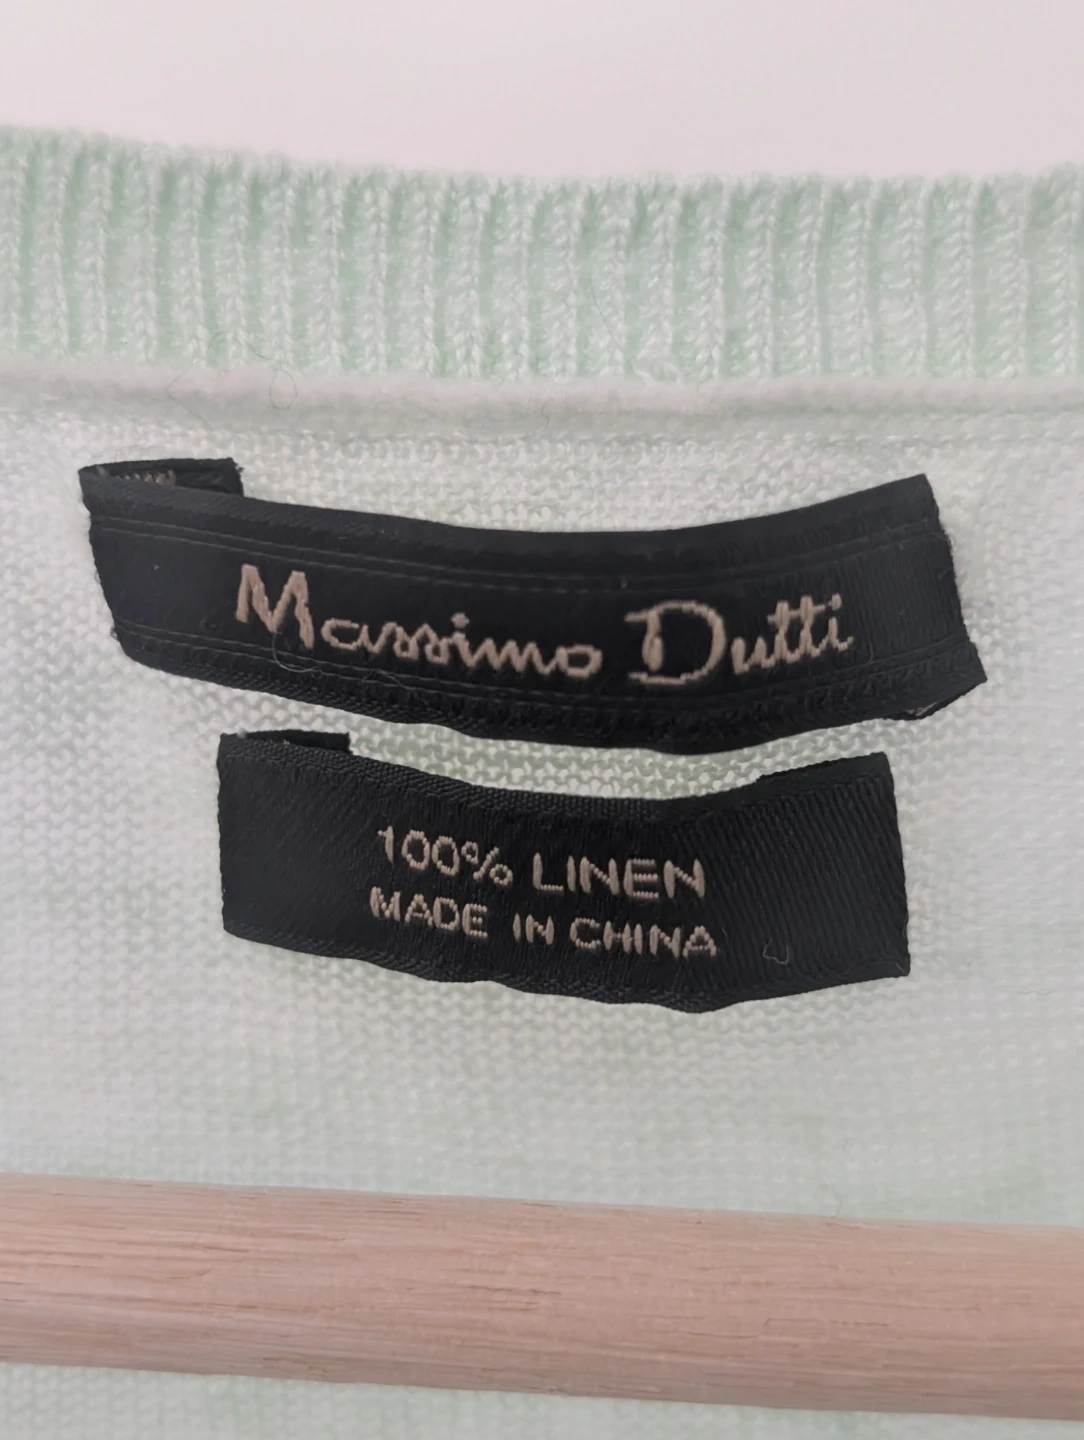 Massimo Dutti
100% LINEN
MADE IN CHINA